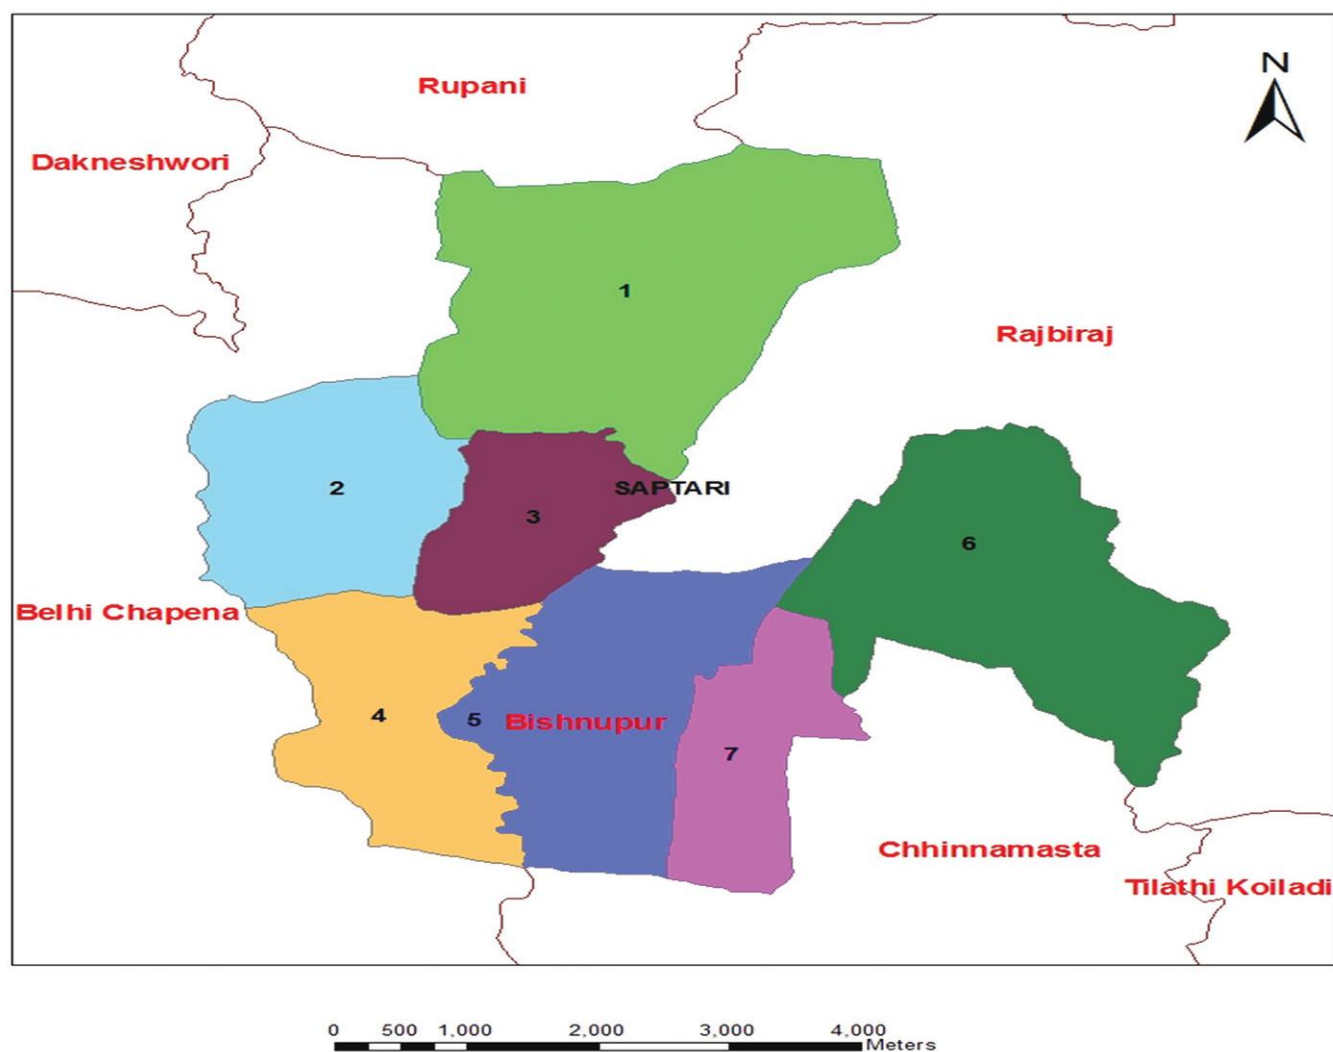 N
Rupani
Dakneshwori
1
Rajbiraj
2
SAPTARI
3
6
Belhi Chapena
4
5
Bishnupur
7
Chhinnamasta
Tilathi Koiladi
0 500 1,000 2,000 3,000 4,000
Meters